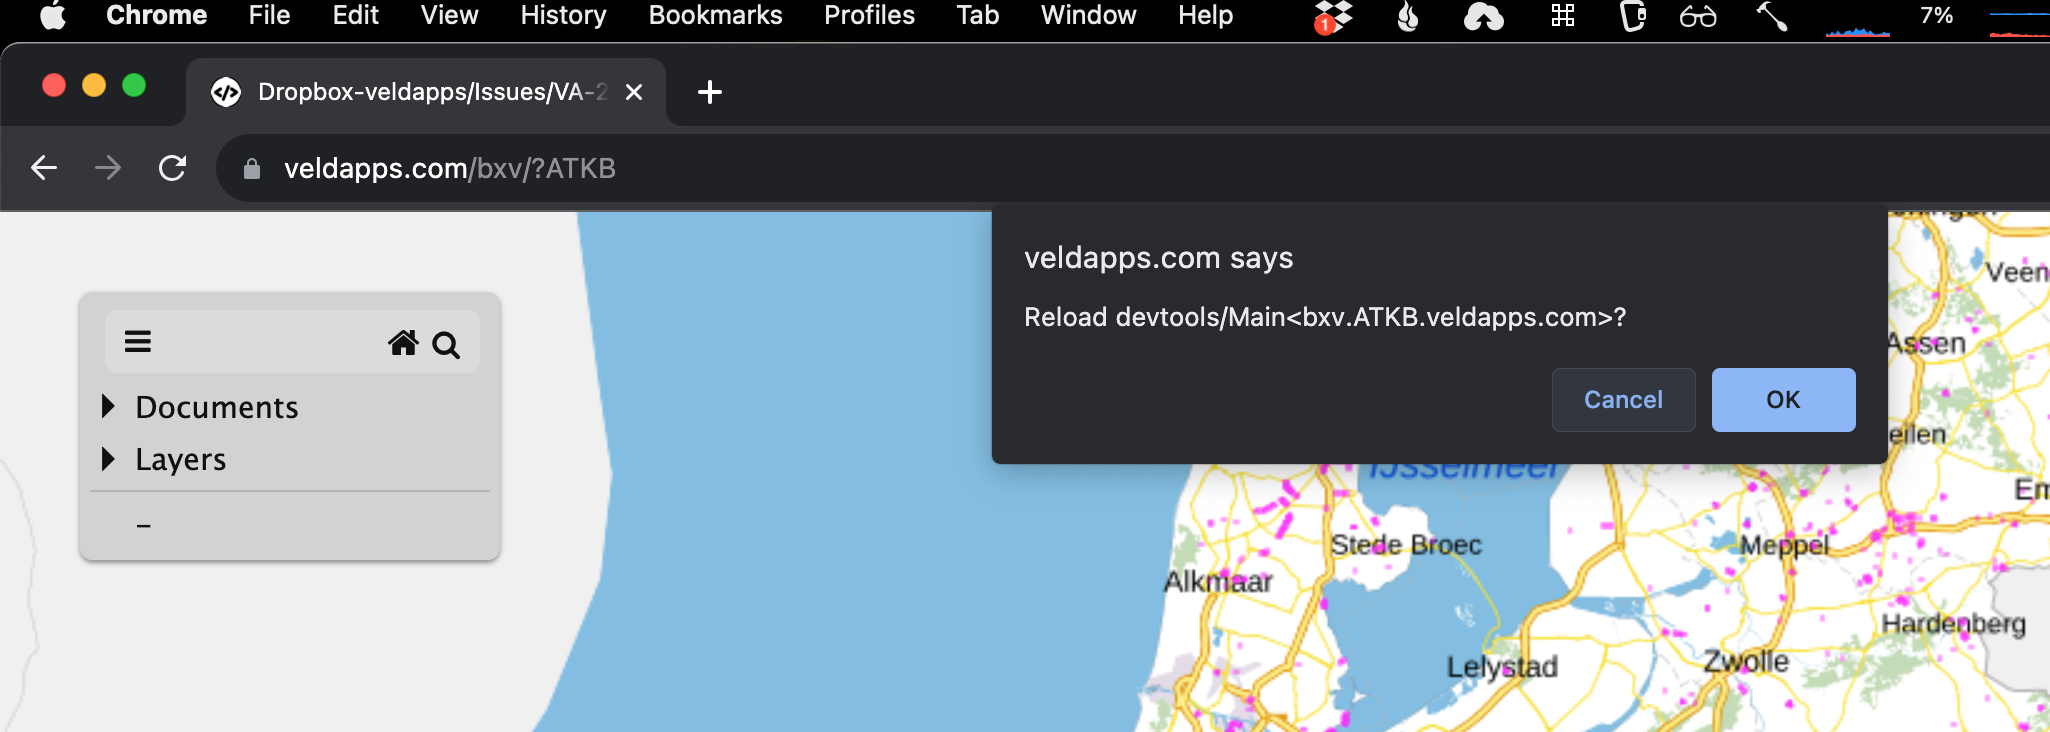 Chrome File Edit View History Bookmarks Profiles Tab Window Help 1 7%
Dropbox-veldapps/Issues/VA-2
veldapps.com/bxv/?ATKB
veldapps.com says
Reload devtools/Main<bxv.ATKB.veldapps.com>?
Cancel OK
Documents
Layers
–
Veen
Assen
eilen
IJsselmeer
Em
Stede Broec
Meppel
Alkmaar
Hardenberg
Lelystad
Zwolle